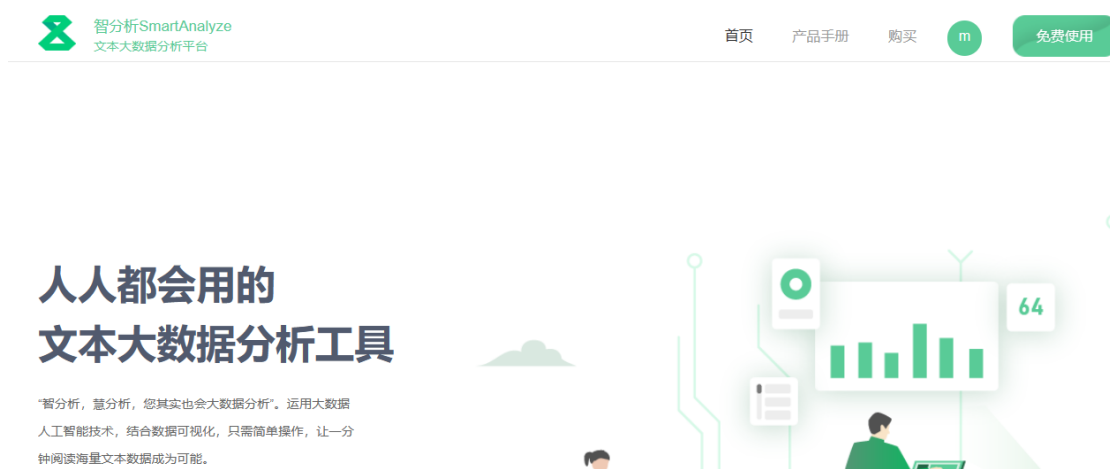 智分析SmartAnalyze
文本大数据分析平台
首页
产品手册
购买
m
免费使用
人人都会用的
文本大数据分析工具
“智分析，慧分析，您其实也会大数据分析”。运用大数据
人工智能技术，结合数据可视化，只需简单操作，让一分
钟阅读海量文本数据成为可能。
64